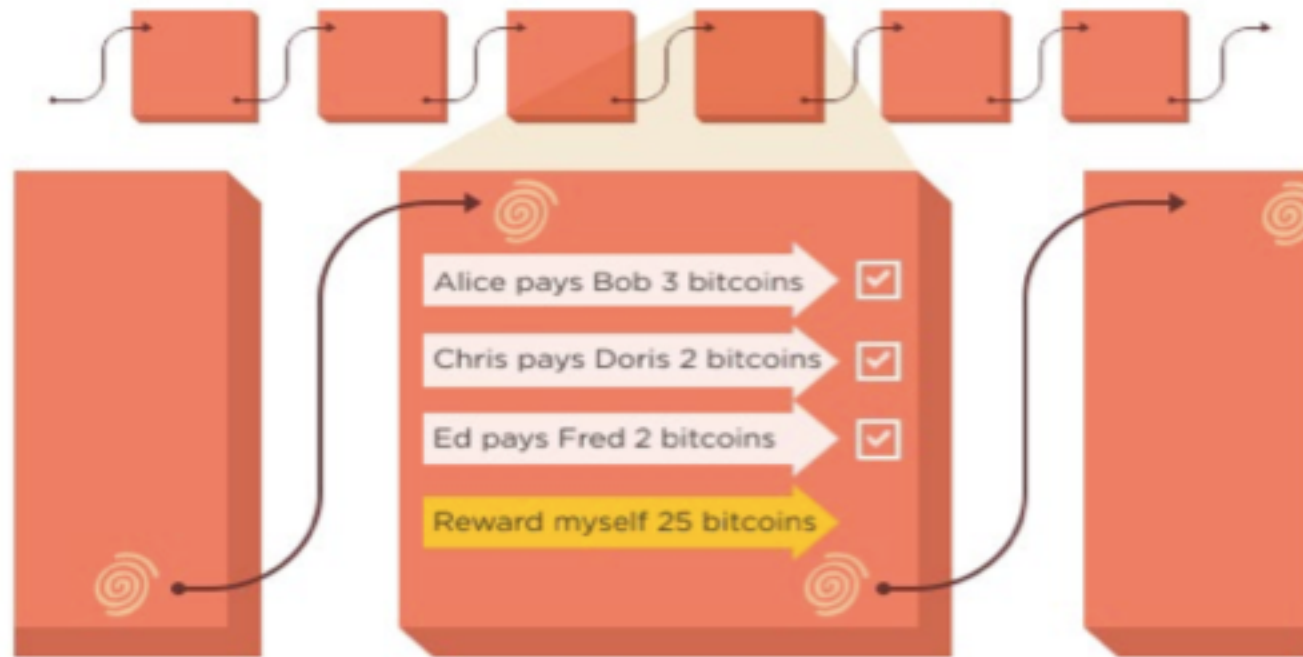 Alice pays Bob 3 bitcoins
Chris pays Doris 2 bitcoins
Ed pays Fred 2 bitcoins
Reward myself 25 bitcoins